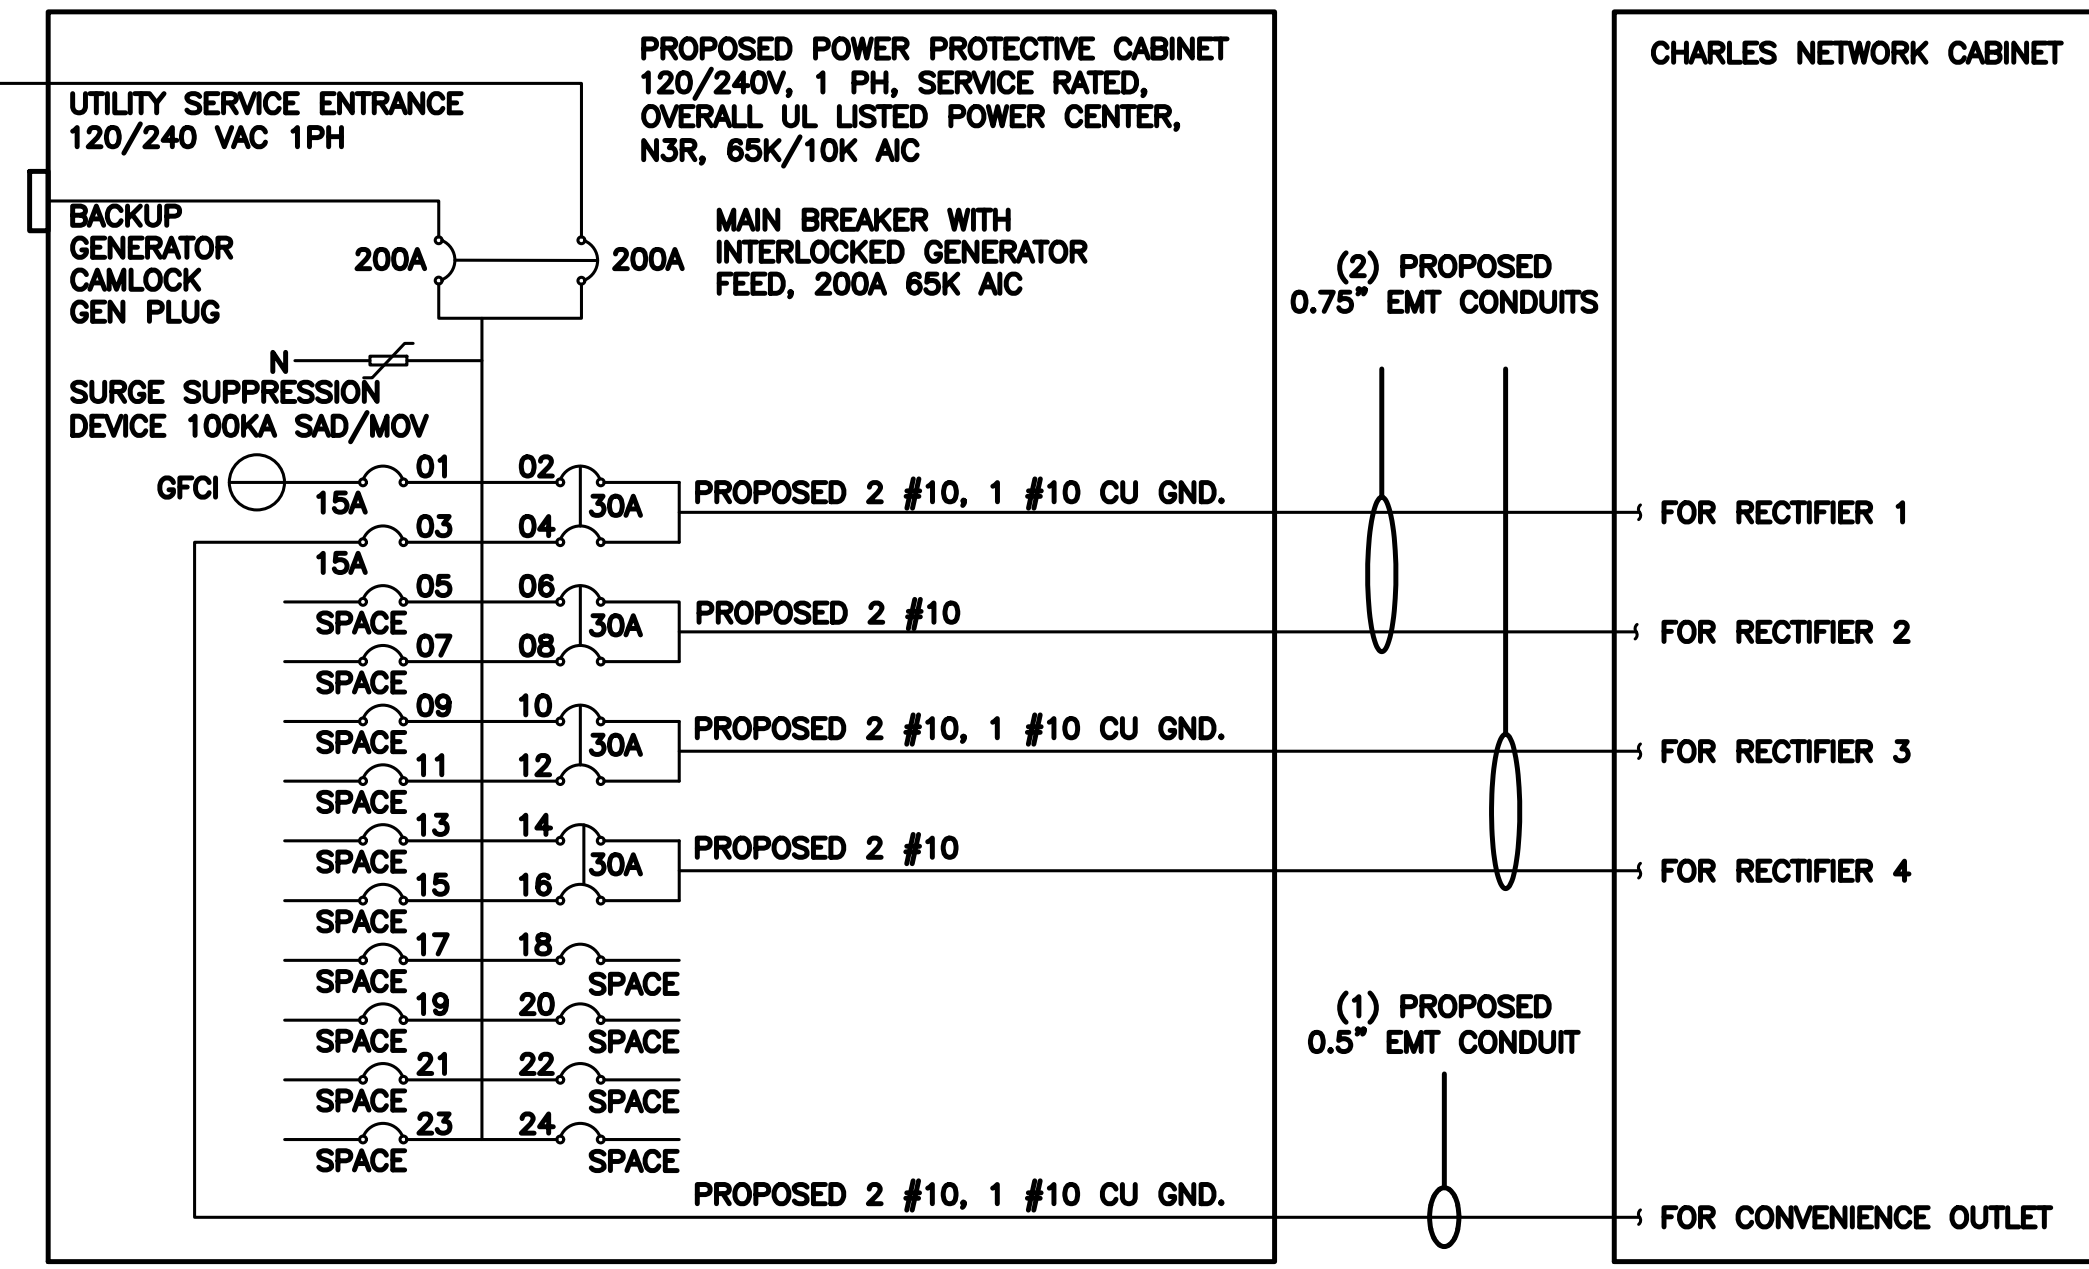 PROPOSED POWER PROTECTIVE CABINET
120/240V, 1 PH, SERVICE RATED,
OVERALL UL LISTED POWER CENTER,
N3R, 65K/10K AIC
CHARLES NETWORK CABINET
UTILITY SERVICE ENTRANCE
120/240 VAC 1PH
BACKUP
GENERATOR
CAMLOCK
GEN PLUG
200A
200A
MAIN BREAKER WITH
INTERLOCKED GENERATOR
FEED, 200A 65K AIC
(2) PROPOSED
0.75" EMT CONDUITS
N
SURGE SUPPRESSION
DEVICE 100KA SAD/MOV
GFCI
15A
01
02
30A
PROPOSED 2 #10, 1 #10 CU GND.
FOR RECTIFIER 1
03
04
15A
05
06
SPACE
30A
PROPOSED 2 #10
FOR RECTIFIER 2
07
08
SPACE
09
10
SPACE
30A
PROPOSED 2 #10, 1 #10 CU GND.
FOR RECTIFIER 3
11
12
SPACE
13
14
SPACE
30A
PROPOSED 2 #10
FOR RECTIFIER 4
15
16
SPACE
17
18
SPACE
SPACE
19
20
SPACE
SPACE
21
22
SPACE
SPACE
23
24
SPACE
SPACE
(1) PROPOSED
0.5" EMT CONDUIT
PROPOSED 2 #10, 1 #10 CU GND.
FOR CONVENIENCE OUTLET